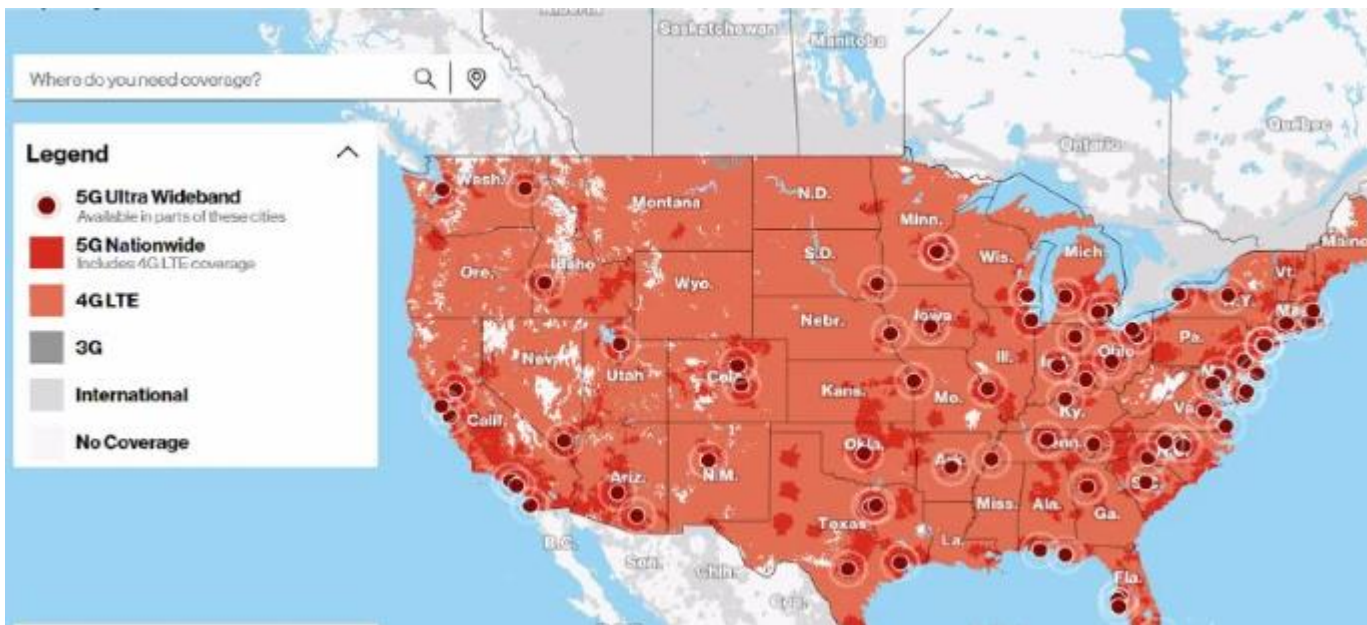 Saskatchewan
Manitoba
Where do you need coverage?
Québec
Ontario
Legend
5G Ultra Wideband
Available in parts of these cities
5G Nationwide
Includes 4G LTE coverage
4G LTE
3G
International
No Coverage
Wash.
Montana
N.D.
Minn.
Maine
Ore.
Idaho
S.D.
Wis.
Mich
Vt.
Wyo.
Nebr.
Iowa
Pa.
Nev.
Utah
Colo
Kans.
Mo.
Ill.
Ohio
Va.
Calif.
Ky.
Ariz.
N.M.
Okla.
Ark.
Tenn.
N.C.
S.C.
Texas
Miss.
Ala.
Ga.
La.
B.C.
Son.
Chih.
Fla.